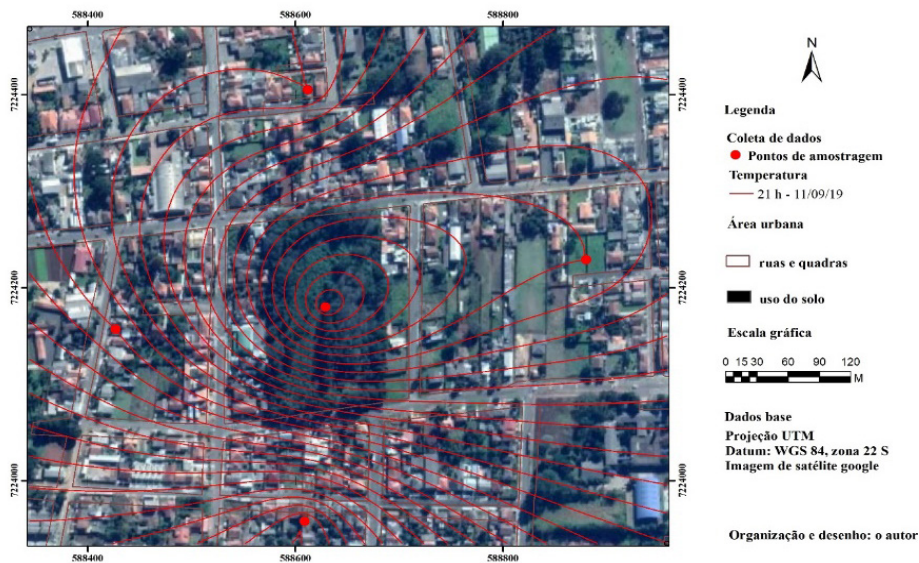 588400 588600 588800
7224400 7224400
7224200 7224200
7224000 7224000
588400 588600 588800
N
Legenda
Coleta de dados
Pontos de amostragem
Temperatura
21 h - 11/09/19
Área urbana
ruas e quadras
uso do solo
Escala gráfica
0 15 30 60 90 120
M
Dados base
Projeção UTM
Datum: WGS 84, zona 22 S
Imagem de satélite google
Organização e desenho: o autor